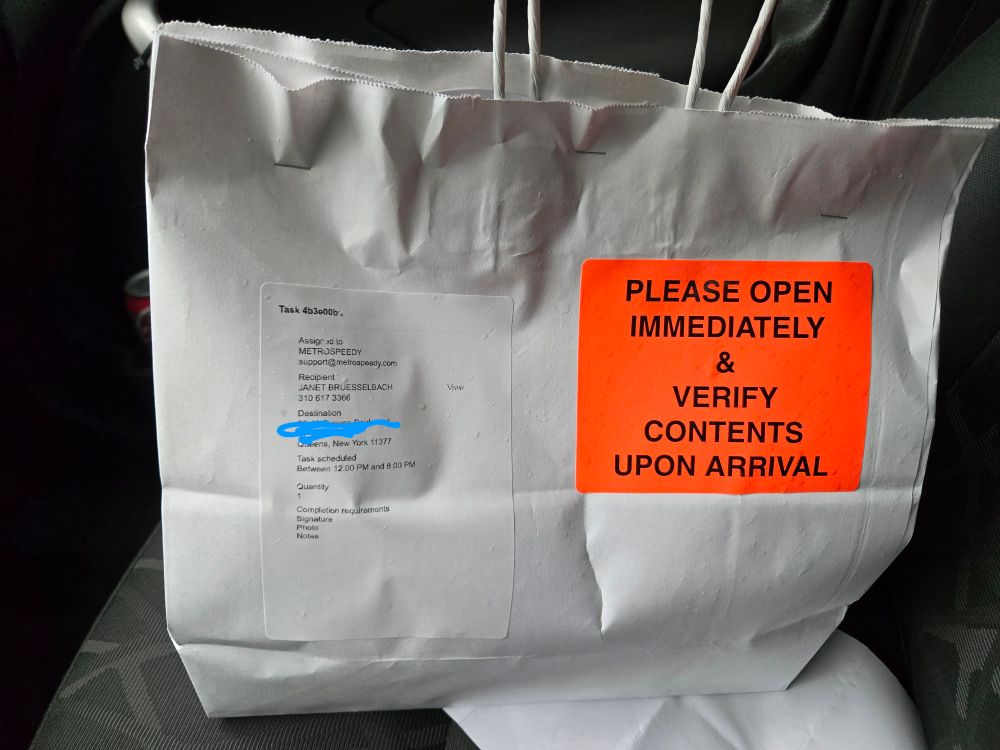 Task 4b3e00b
Assigned to
METROSPEEDY
support@metrospeedy.com
Recipient
JANET BRUESSELBACH
View
310 617 3366
Destination
Queens, New York 11377
Task scheduled
Between 12:00 PM and 8:00 PM
Quantity
1
Completion requirements
Signature
Photo
Notes
PLEASE OPEN
IMMEDIATELY
&
VERIFY
CONTENTS
UPON ARRIVAL